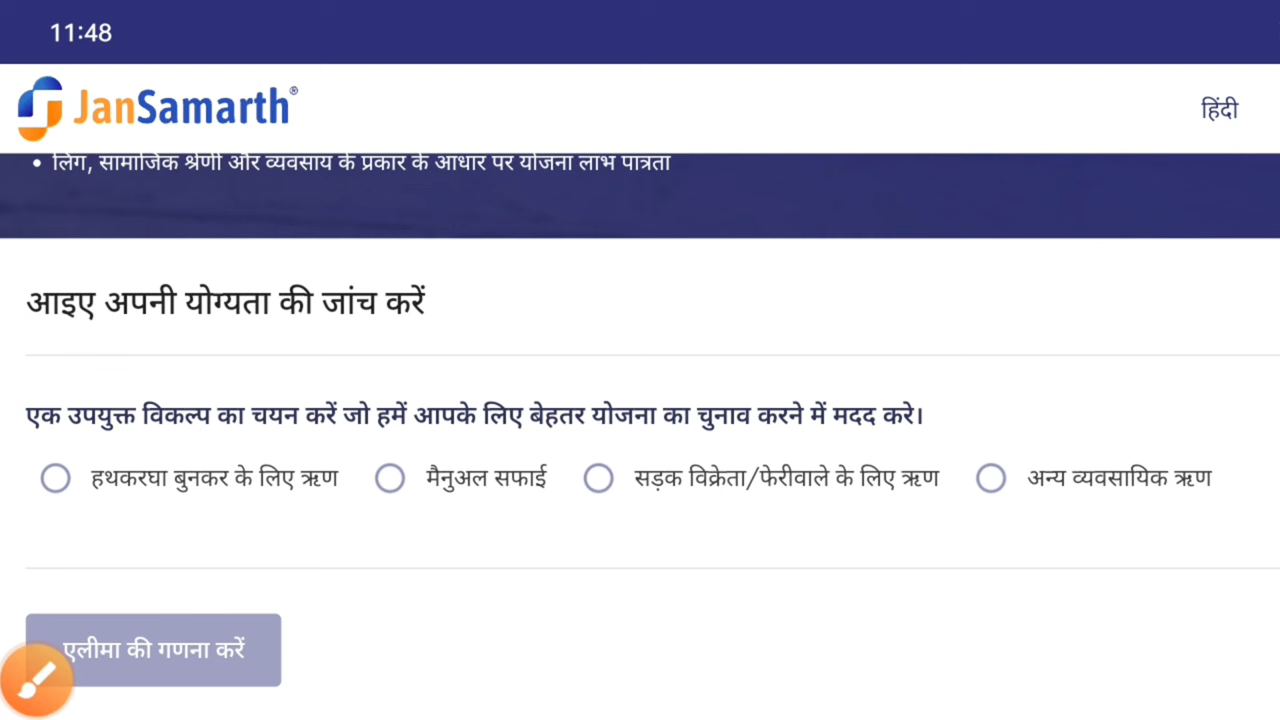 11:48
JanSamarth®
हिंदी
• लिंग, सामाजिक श्रेणी और व्यवसाय के प्रकार के आधार पर योजना लाभ पात्रता
आइए अपनी योग्यता की जांच करें
एक उपयुक्त विकल्प का चयन करें जो हमें आपके लिए बेहतर योजना का चुनाव करने में मदद करे।
हथकरघा बुनकर के लिए ऋण मैनुअल सफाई सड़क विक्रेता/फेरीवाले के लिए ऋण अन्य व्यवसायिक ऋण
एलीमा की गणना करें